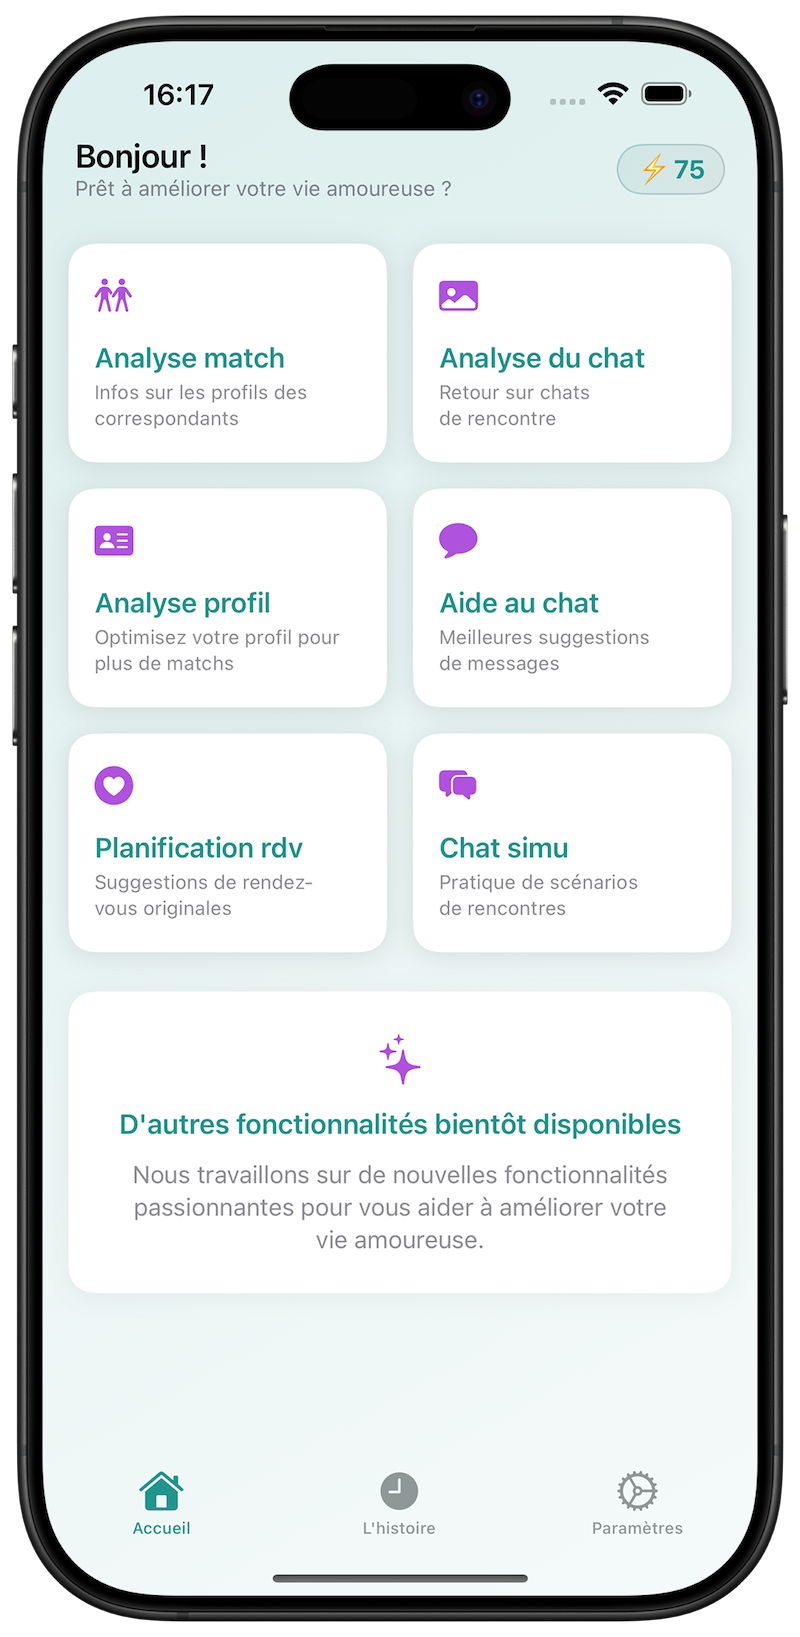 16:17
Bonjour !
Prêt à améliorer votre vie amoureuse ?
75
Analyse match
Infos sur les profils des
correspondants
Analyse du chat
Retour sur chats
de rencontre
Analyse profil
Optimisez votre profil pour
plus de matchs
Aide au chat
Meilleures suggestions
de messages
Planification rdv
Suggestions de rendez-
vous originales
Chat simu
Pratique de scénarios
de rencontres
D'autres fonctionnalités bientôt disponibles
Nous travaillons sur de nouvelles fonctionnalités
passionnantes pour vous aider à améliorer votre
vie amoureuse.
Accueil
L'histoire
Paramètres